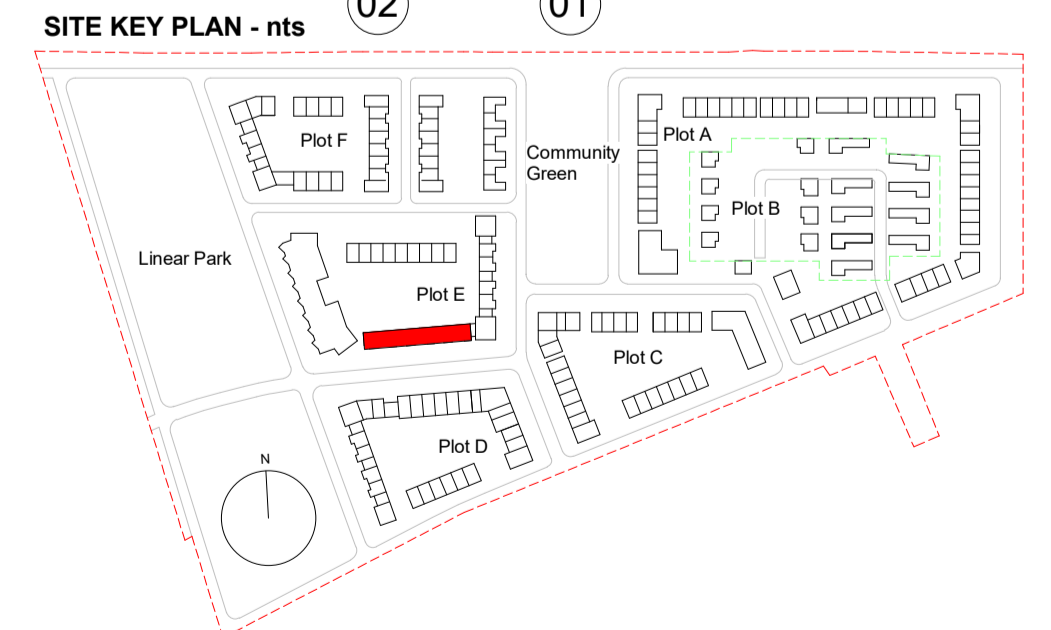 02
01
SITE KEY PLAN - nts
Plot F
Plot A
Community
Green
Plot B
Linear Park
Plot E
Plot C
Plot D
N